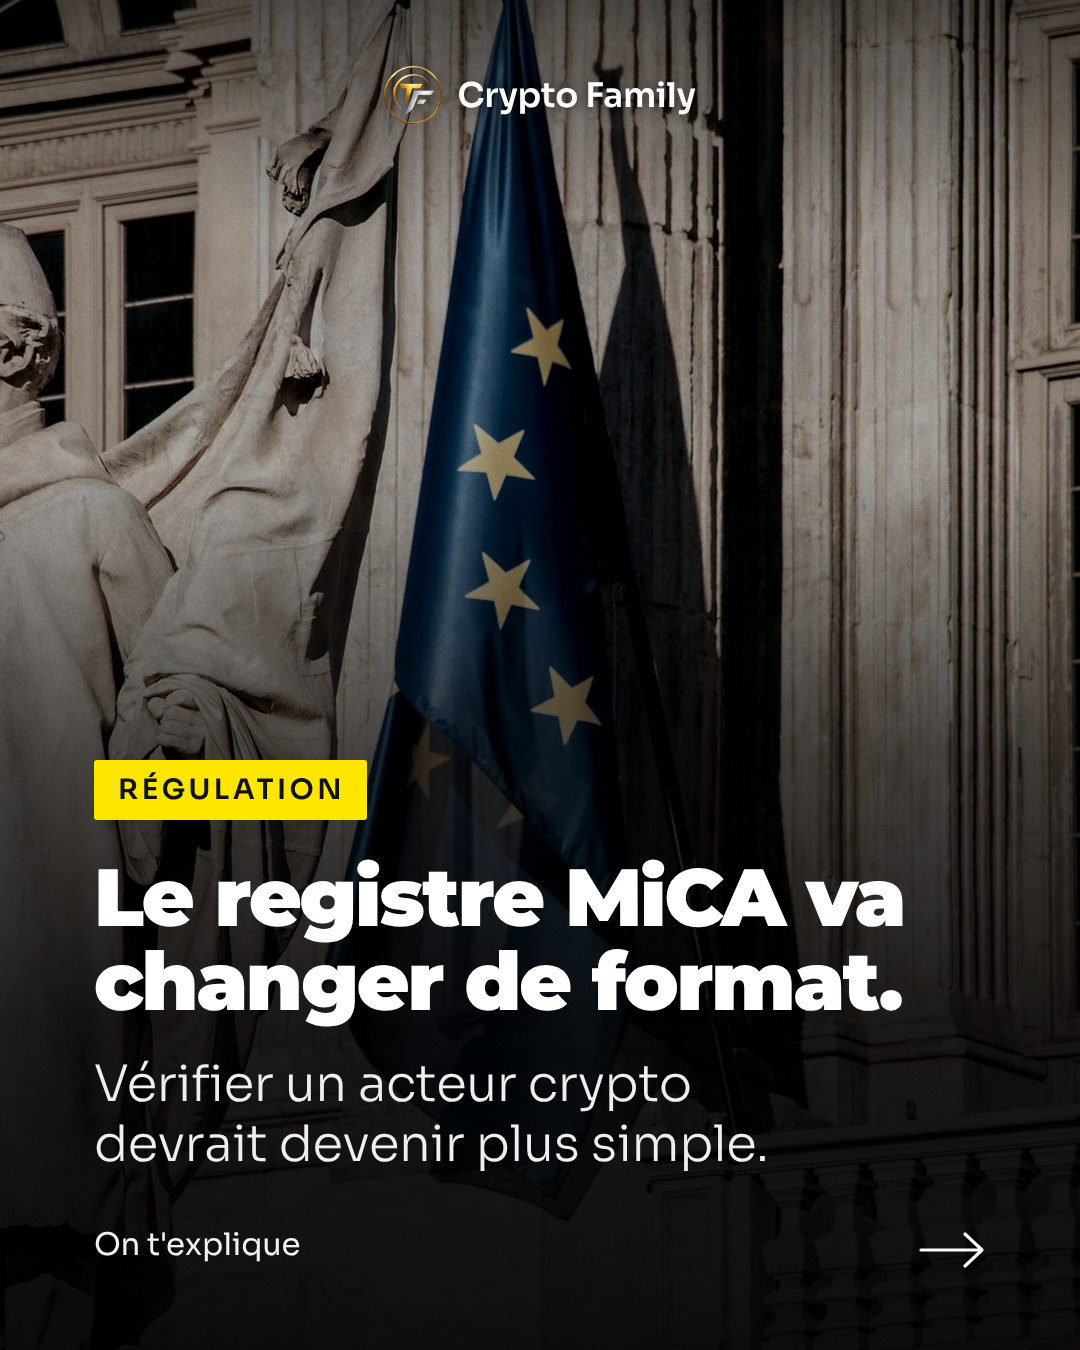 Crypto Family
RÉGULATION
Le registre MiCA va
changer de format.
Vérifier un acteur crypto
devrait devenir plus simple.
On t'explique